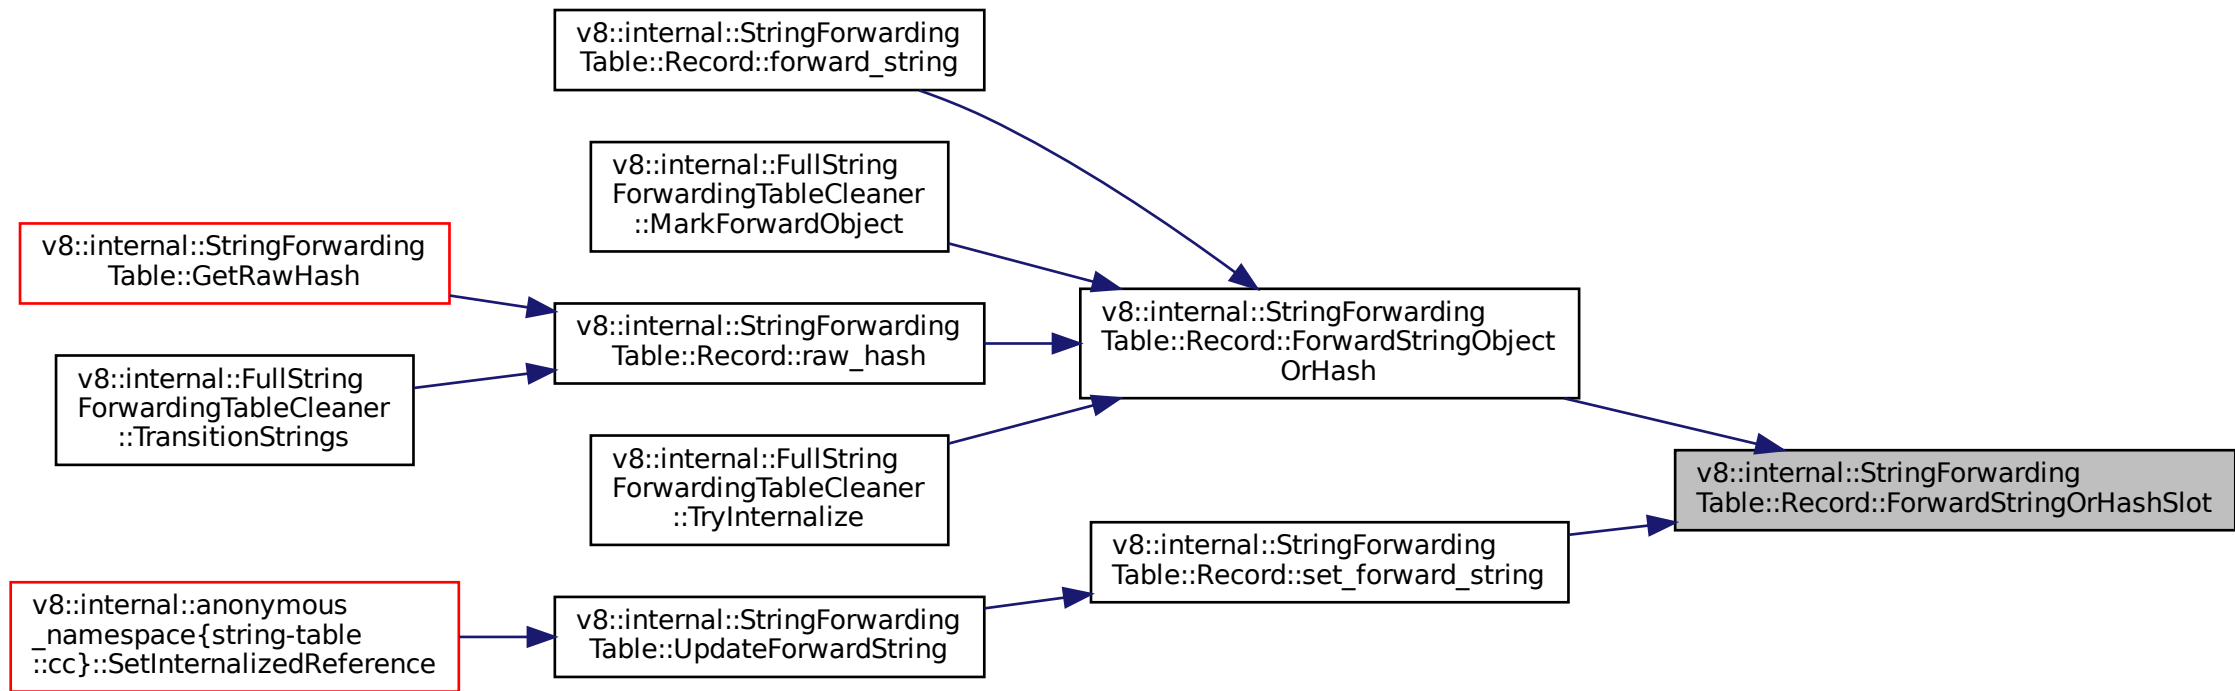 v8::internal::StringForwarding
Table::Record::forward_string
v8::internal::FullString
ForwardingTableCleaner
::MarkForwardObject
v8::internal::StringForwarding
Table::GetRawHash
v8::internal::StringForwarding
Table::Record::raw_hash
v8::internal::StringForwarding
Table::Record::ForwardStringObject
OrHash
v8::internal::FullString
ForwardingTableCleaner
::TransitionStrings
v8::internal::FullString
ForwardingTableCleaner
::TryInternalize
v8::internal::StringForwarding
Table::Record::ForwardStringOrHashSlot
v8::internal::StringForwarding
Table::Record::set_forward_string
v8::internal::anonymous
_namespace{string-table
::cc}::SetInternalizedReference
v8::internal::StringForwarding
Table::UpdateForwardString